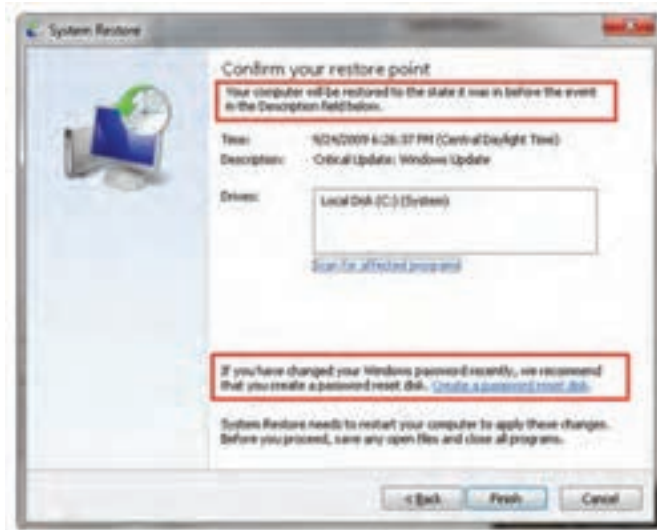 System Restore
Confirm your restore point
Your computer will be restored to the state it was in before the event
in the Description field below.
Time: 9/24/2009 6:26:37 PM (Central Daylight Time)
Description: Critical Update: Windows Update
Drives: Local Disk (C:) (System)
Scan for affected programs
If you have changed your Windows password recently, we recommend
that you create a password reset disk. Create a password reset disk.
System Restore needs to restart your computer to apply these changes.
Before you proceed, save any open files and close all programs.
< Back Finish Cancel